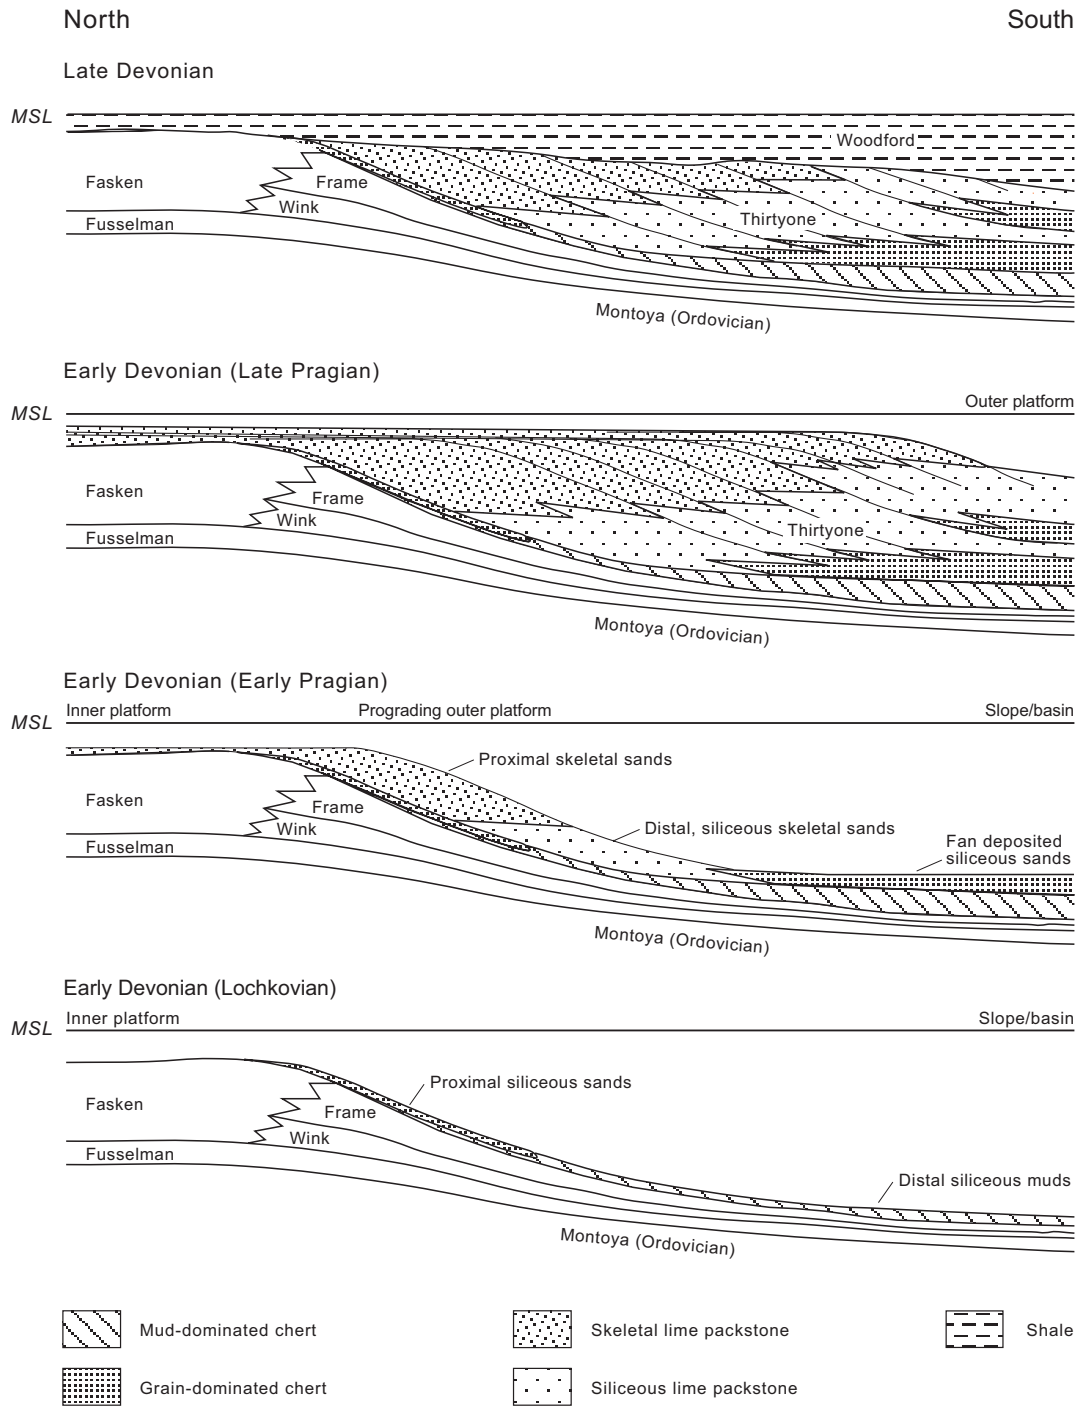 North
South
Late Devonian
MSL
Woodford
Fasken
Frame
Wink
Thirtyone
Fusselman
Montoya (Ordovician)
Early Devonian (Late Pragian)
Outer platform
MSL
Fasken
Frame
Wink
Thirtyone
Fusselman
Montoya (Ordovician)
Early Devonian (Early Pragian)
Inner platform
Prograding outer platform
Slope/basin
MSL
Proximal skeletal sands
Fasken
Frame
Wink
Distal, siliceous skeletal sands
Fan deposited
siliceous sands
Fusselman
Montoya (Ordovician)
Early Devonian (Lochkovian)
Inner platform
Slope/basin
MSL
Proximal siliceous sands
Fasken
Frame
Wink
Fusselman
Distal siliceous muds
Montoya (Ordovician)
Mud-dominated chert
Skeletal lime packstone
Shale
Grain-dominated chert
Siliceous lime packstone